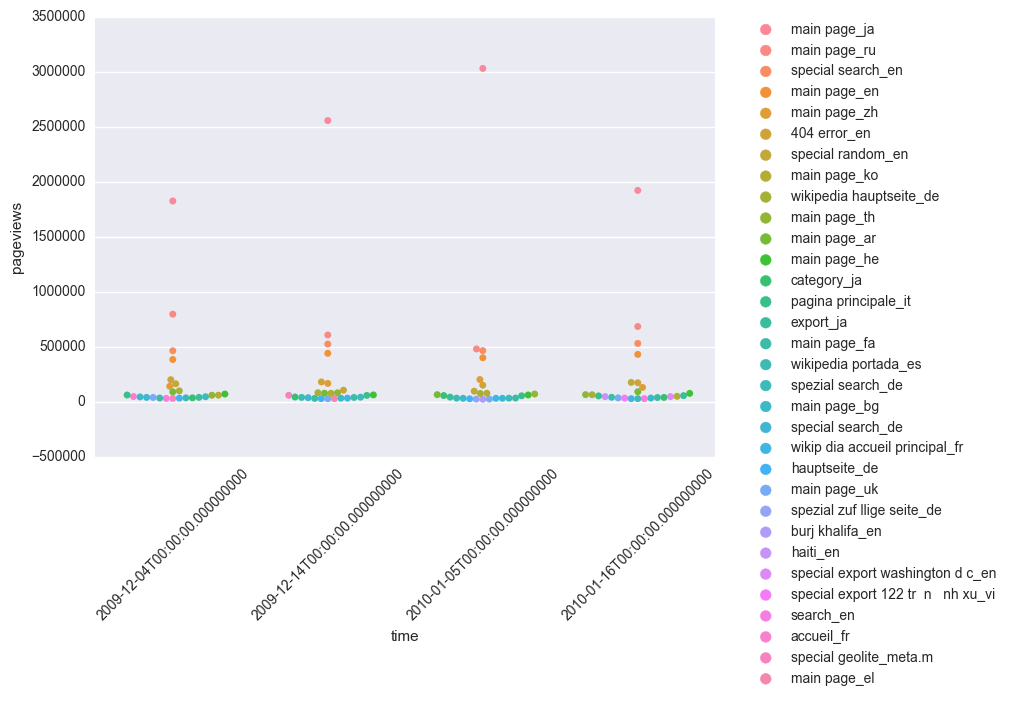 3500000
3000000
2500000
2000000
1500000
1000000
500000
0
−500000
pageviews
2009-12-04T00:00:00.000000000
2009-12-14T00:00:00.000000000
2010-01-05T00:00:00.000000000
2010-01-16T00:00:00.000000000
time
main page_ja
main page_ru
special search_en
main page_en
main page_zh
404 error_en
special random_en
main page_ko
wikipedia hauptseite_de
main page_th
main page_ar
main page_he
category_ja
pagina principale_it
export_ja
main page_fa
wikipedia portada_es
spezial search_de
main page_bg
special search_de
wikip dia accueil principal_fr
hauptseite_de
main page_uk
spezial zuf llige seite_de
burj khalifa_en
haiti_en
special export washington d c_en
special export 122 tr  n   nh xu_vi
search_en
accueil_fr
special geolite_meta.m
main page_el